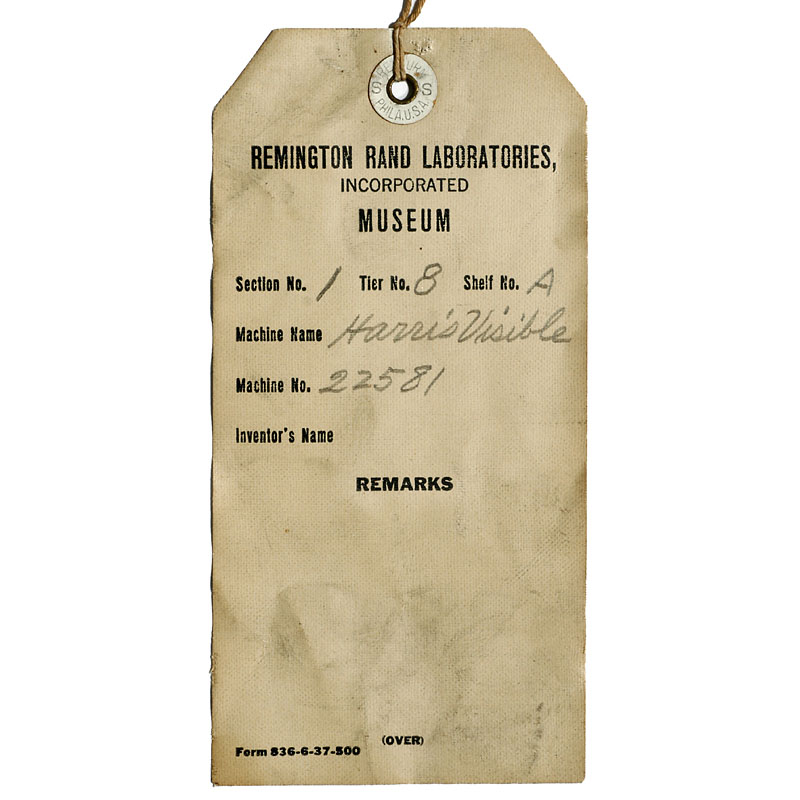 S S
PHILA.U.S.A.
REMINGTON RAND LABORATORIES,
INCORPORATED
MUSEUM
Section No. 1 Tier No. 8 Shelf No. A
Machine Name Harris Visible
Machine No. 22581
Inventor's Name
REMARKS
(OVER)
Form 836-6-37-500